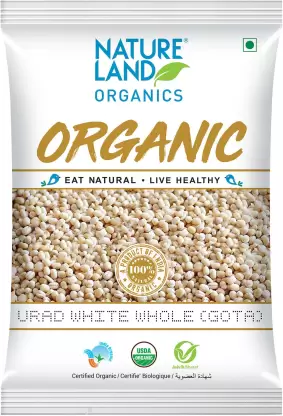 NATURE®
LAND
ORGANICS
ORGANIC
EAT NATURAL • LIVE HEALTHY
100%
ORGANIC
URAD WHITE WHOLE (GOTA)
USDA
ORGANIC
Certified Organic / Certifie' Biologique / شهادة العضوية